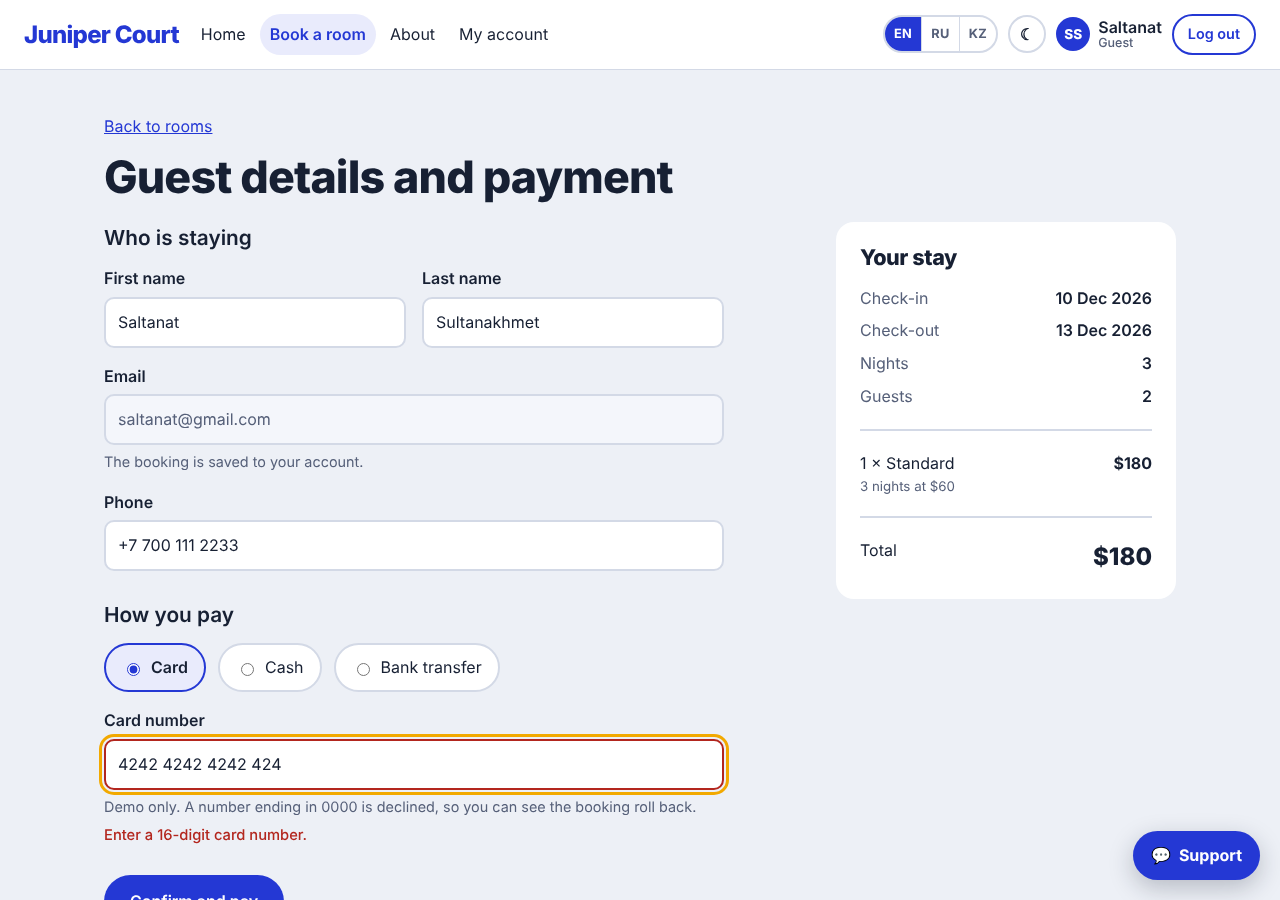 Juniper Court
Home
Book a room
About
My account
EN
RU
KZ
SS
Saltanat
Guest
Log out
Back to rooms
Guest details and payment
Who is staying
First name
Last name
Saltanat
Sultanakhmet
Email
saltanat@gmail.com
The booking is saved to your account.
Phone
+7 700 111 2233
How you pay
Card
Cash
Bank transfer
Card number
4242 4242 4242 424
Demo only. A number ending in 0000 is declined, so you can see the booking roll back.
Enter a 16-digit card number.
Confirm and pay
Your stay
Check-in 10 Dec 2026
Check-out 13 Dec 2026
Nights 3
Guests 2
1 × Standard $180
3 nights at $60
Total $180
Support